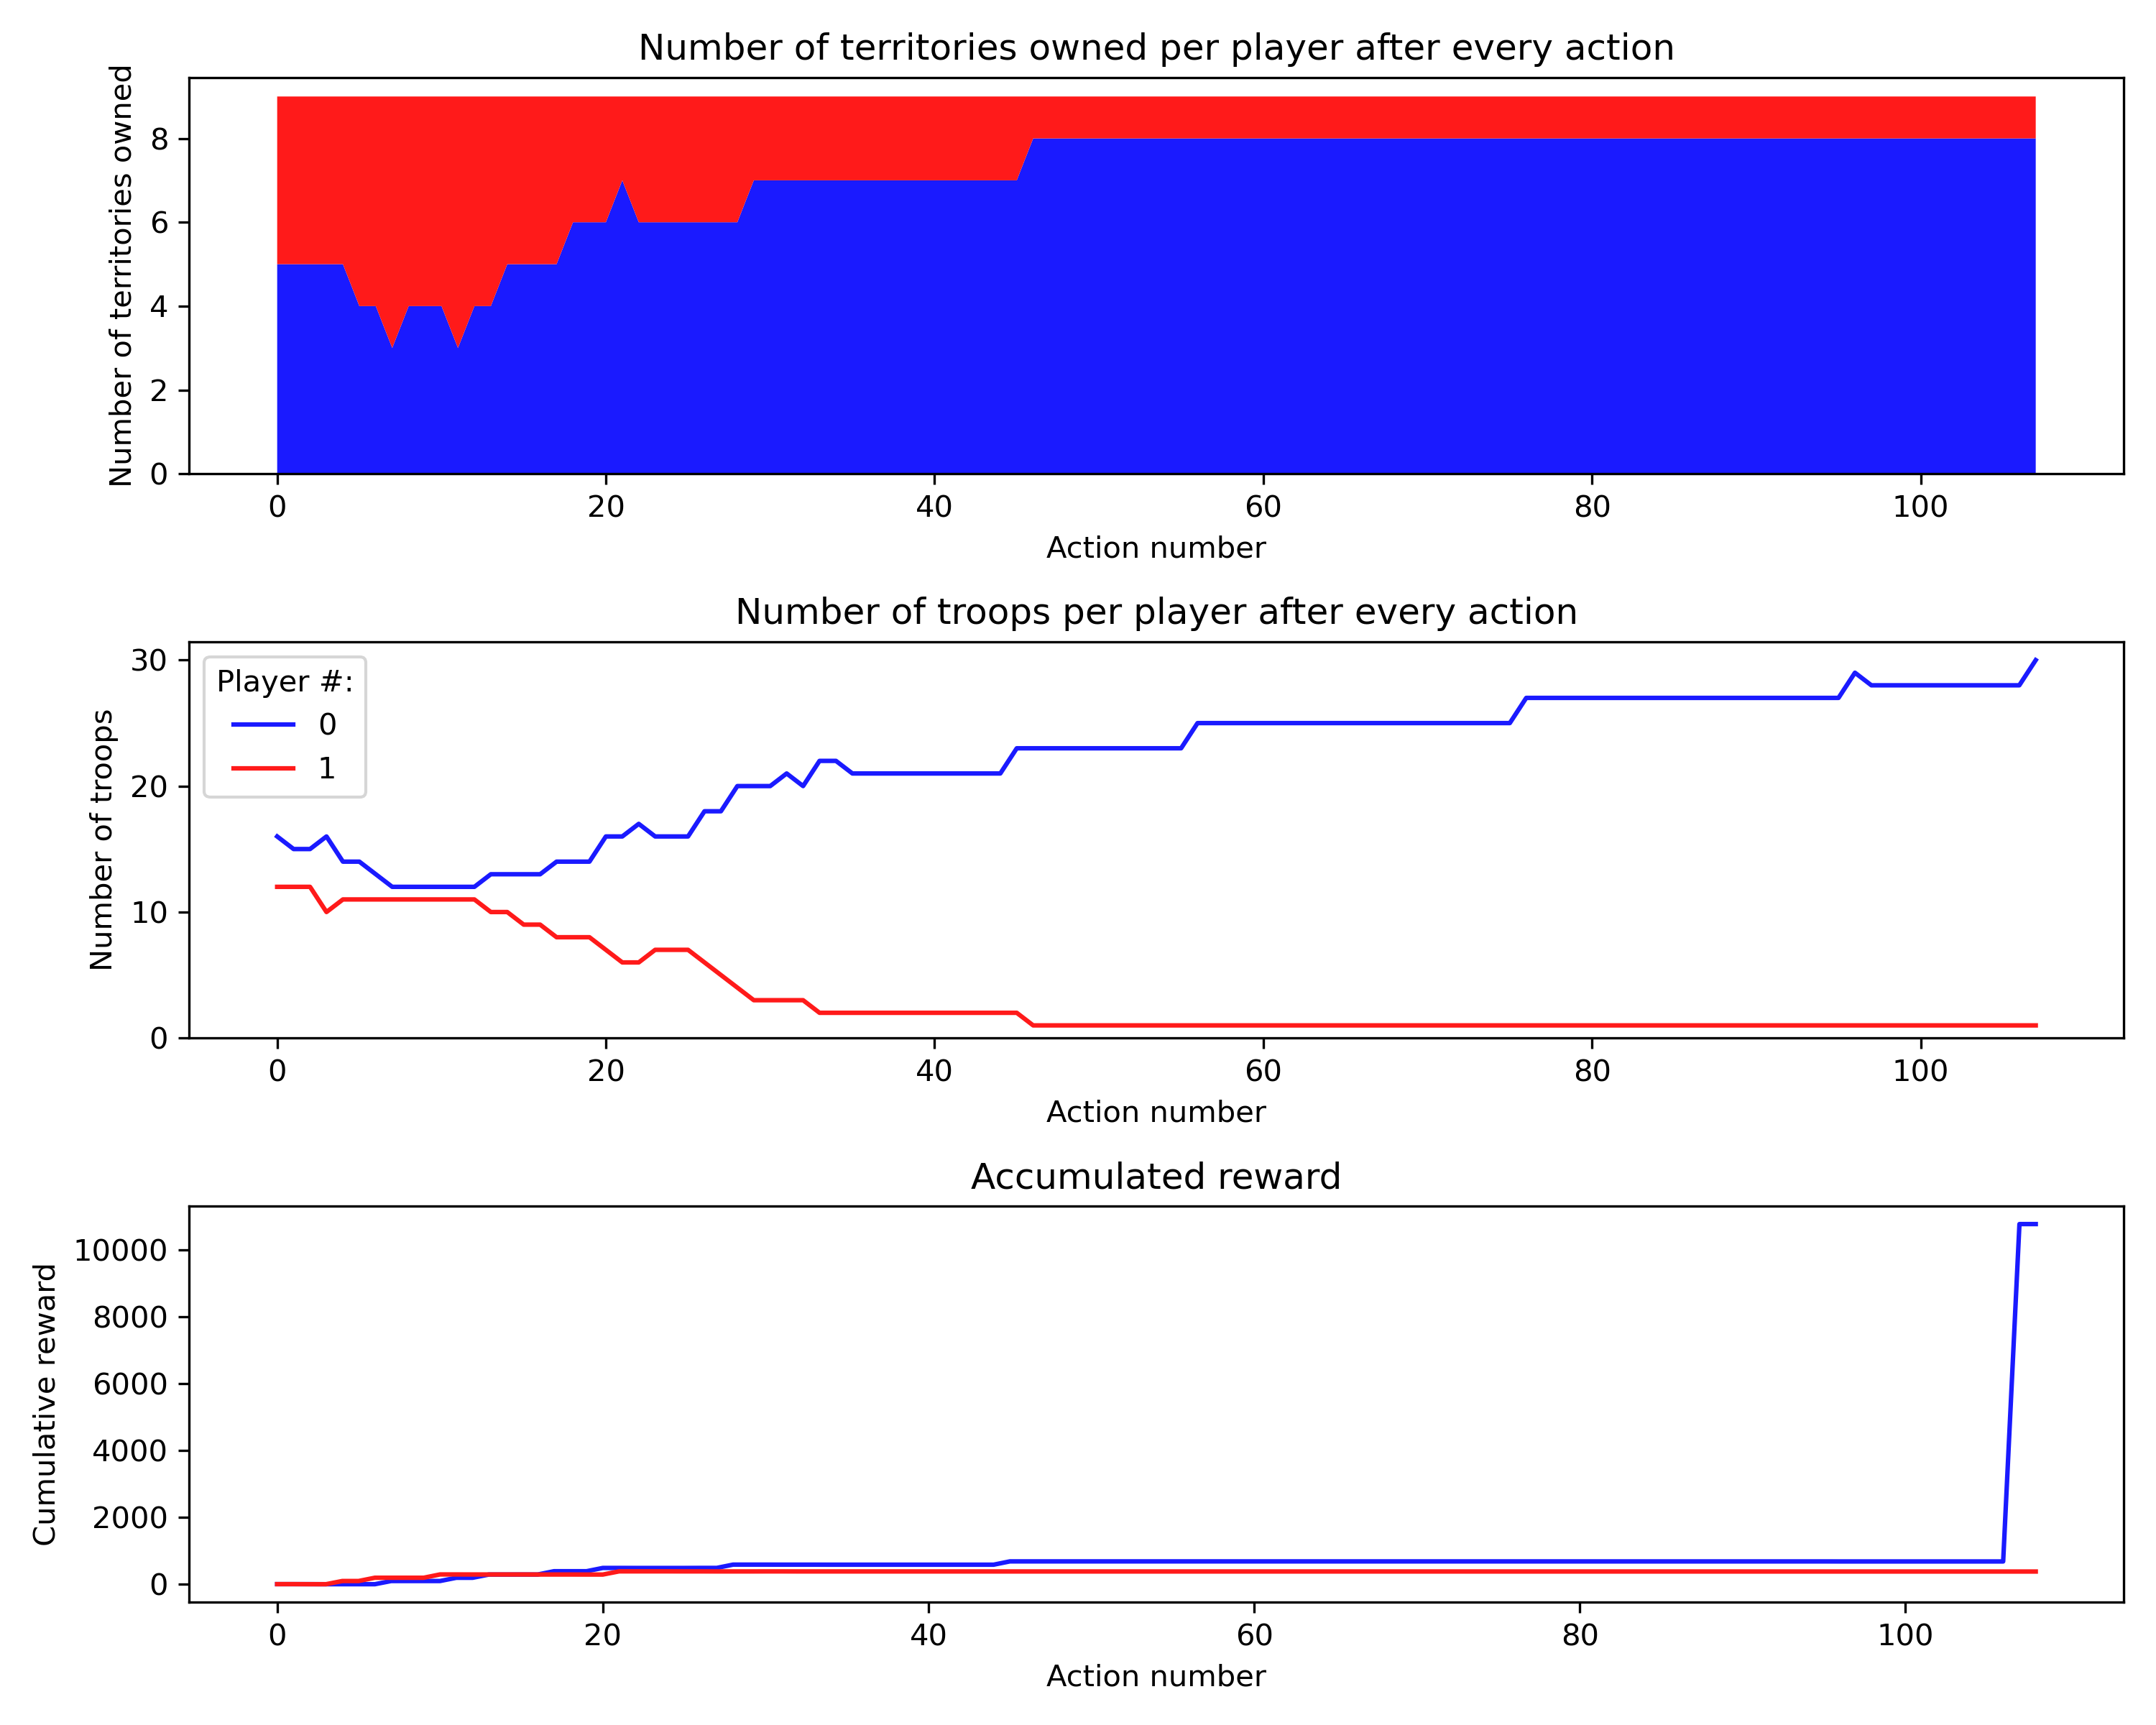 Number of territories owned per player after every action
Number of territories owned
8
6
4
2
0
0 20 40 60 80 100
Action number
Number of troops per player after every action
Number of troops
30
20
10
0
Player #:
0
1
0 20 40 60 80 100
Action number
Accumulated reward
Cumulative reward
10000
8000
6000
4000
2000
0
0 20 40 60 80 100
Action number